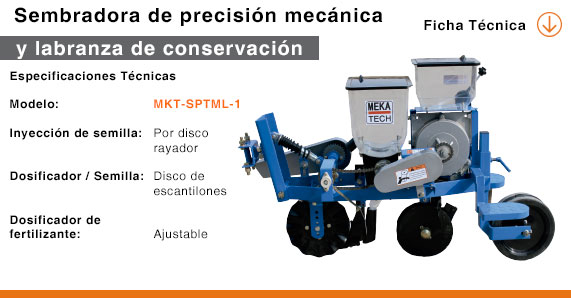 Sembradora de precisión mecánica
y labranza de conservación
Ficha Técnica
Especificaciones Técnicas
Modelo: MKT-SPTML-1
Inyección de semilla: Por disco
rayador
Dosificador / Semilla: Disco de
escantilones
Dosificador de
fertilizante: Ajustable
MEKA
TECH